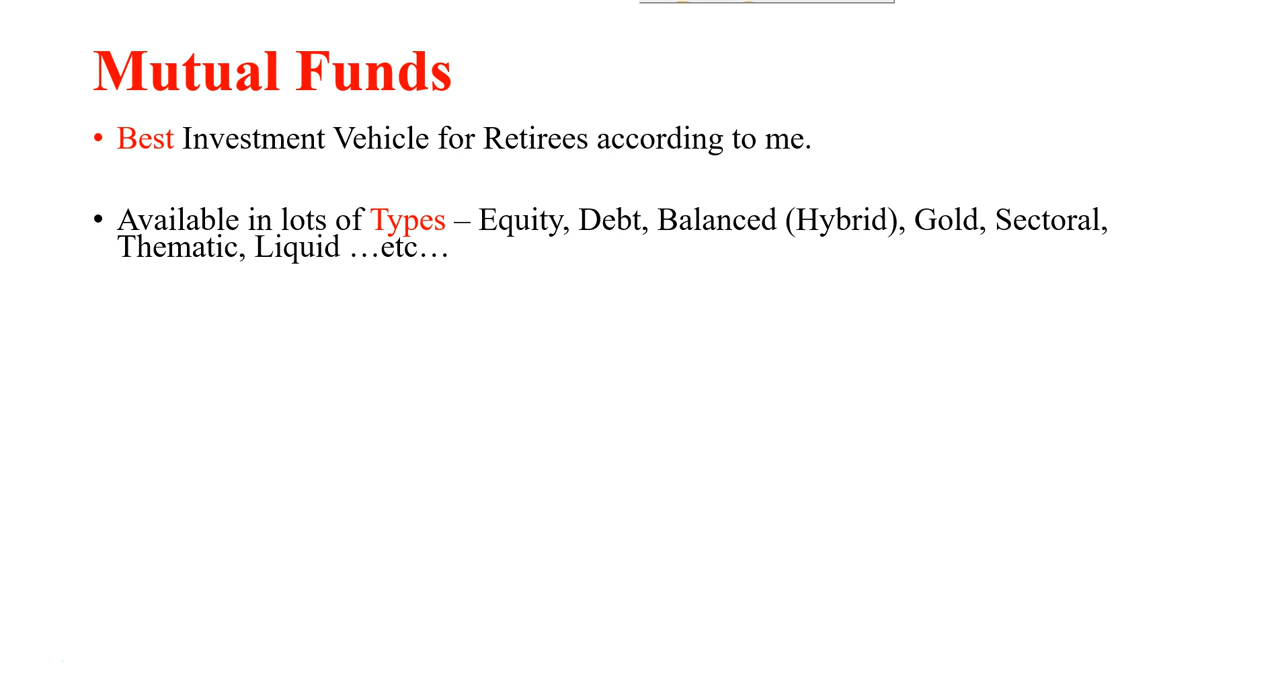 Mutual Funds
• Best Investment Vehicle for Retirees according to me.
• Available in lots of Types – Equity, Debt, Balanced (Hybrid), Gold, Sectoral,
Thematic, Liquid …etc…